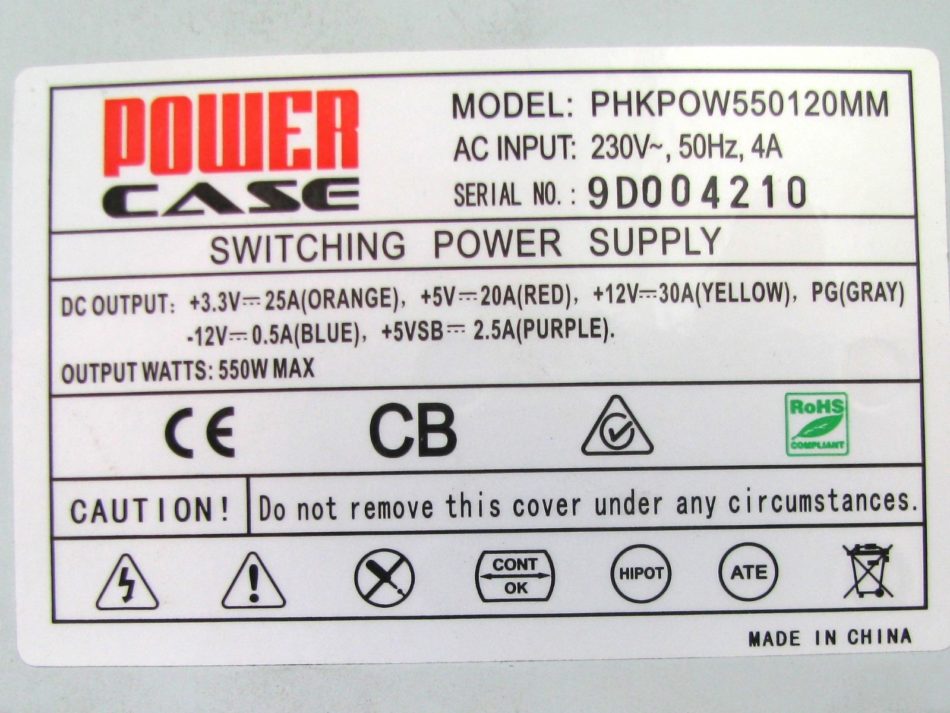 POWER
CASE
MODEL: PHKPOW550120MM
AC INPUT: 230V~, 50Hz, 4A
SERIAL NO. : 9D004210
SWITCHING POWER SUPPLY
DC OUTPUT: +3.3V⎓25A(ORANGE), +5V⎓20A(RED), +12V⎓30A(YELLOW), PG(GRAY)
-12V⎓0.5A(BLUE), +5VSB⎓2.5A(PURPLE).
OUTPUT WATTS: 550W MAX
CE CB RoHS
COMPLIANT
CAUTION! Do not remove this cover under any circumstances.
CONT
OK
HIPOT
ATE
MADE IN CHINA